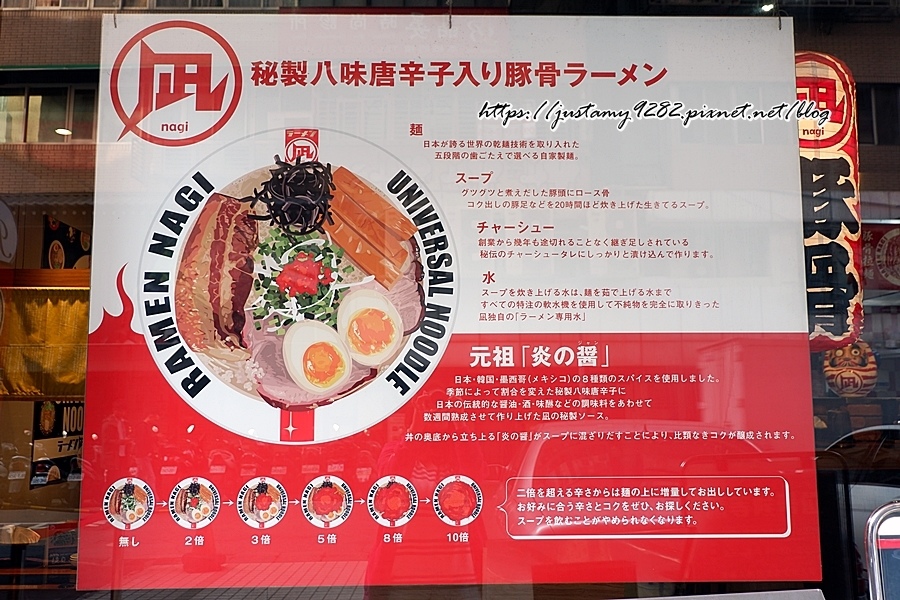 凪
nagi
秘製八味唐辛子入り豚骨ラーメン
https://justamy9282.pixnet.net/blog
nagi
麺
日本が誇る世界の乾麺技術を取り入れた
五段階の歯ごたえで選べる自家製麺。
スープ
グツグツと煮えだした豚頭にロース骨
コク出しの豚足などを20時間ほど炊き上げた生きてるスープ。
チャーシュー
創業から幾年も途切れることなく継ぎ足しされている
秘伝のチャーシュータレにしっかりと漬け込んで作ります。
水
スープを炊き上げる水は、麺を茹で上げる水まで
すべての特注の軟水機を使用して不純物を完全に取りきった
凪独自の「ラーメン専用水」
ラーメン
凪
RAMEN NAGI
UNIVERSAL NOODLE
元祖「炎の醤」
ジャン
日本・韓国・墨西哥(メキシコ)の8種類のスパイスを使用しました。
季節によって割合を変えた秘製八味唐辛子に
日本の伝統的な醤油・酒・味醂などの調味料をあわせて
数週間熟成させて作り上げた凪の秘製ソース。
丼の奥底から立ち上る「炎の醤」がスープに混ざりだすことにより、比類なきコクが醸成されます。
無し
2倍
3倍
5倍
8倍
10倍
二倍を超える辛さからは麺の上に増量してお出ししています。
お好みに合う辛さとコクをぜひ、お探しください。
スープを飲むことがやめられなくなります。